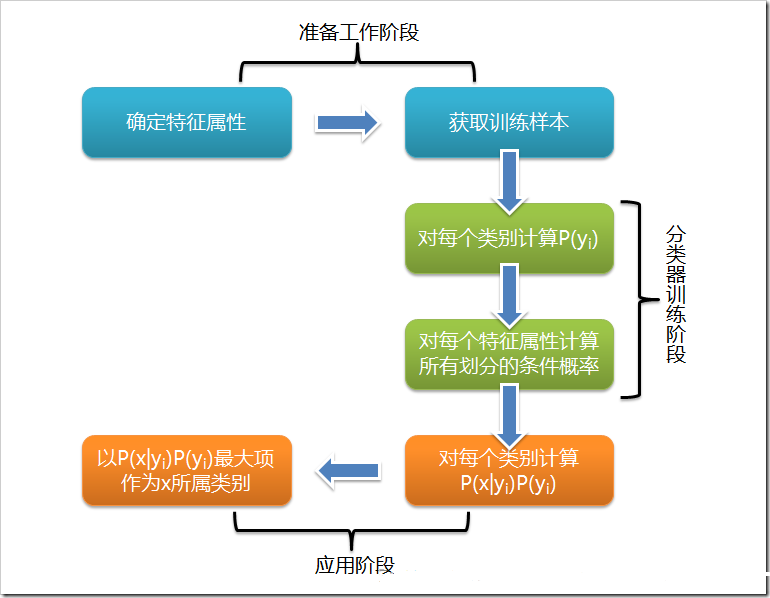 准备工作阶段
确定特征属性
获取训练样本
对每个类别计算P(yi)
对每个特征属性计算
所有划分的条件概率
分类器训练阶段
对每个类别计算
P(x|yi)P(yi)
以P(x|yi)P(yi)最大项
作为x所属类别
应用阶段